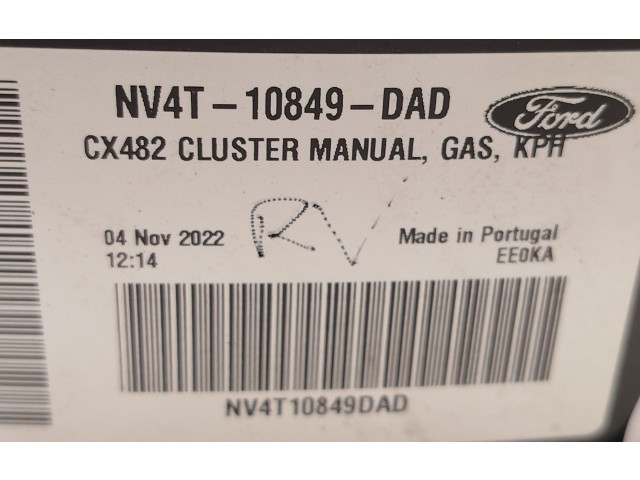 NV4T-10849-DAD
Ford
CX482 CLUSTER MANUAL, GAS, KPH
04 Nov 2022
12:14
RV
Made in Portugal
EE0KA
NV4T10849DAD